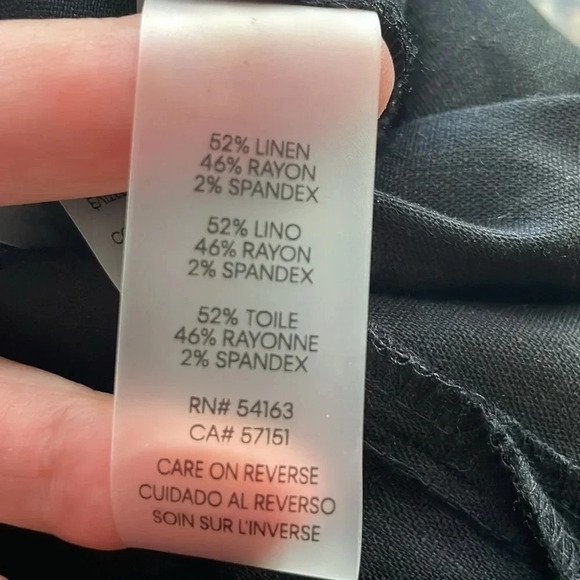 52% LINEN
46% RAYON
2% SPANDEX
52% LINO
46% RAYON
2% SPANDEX
52% TOILE
46% RAYONNE
2% SPANDEX
RN# 54163
CA# 57151
CARE ON REVERSE
CUIDADO AL REVERSO
SOIN SUR L'INVERSE